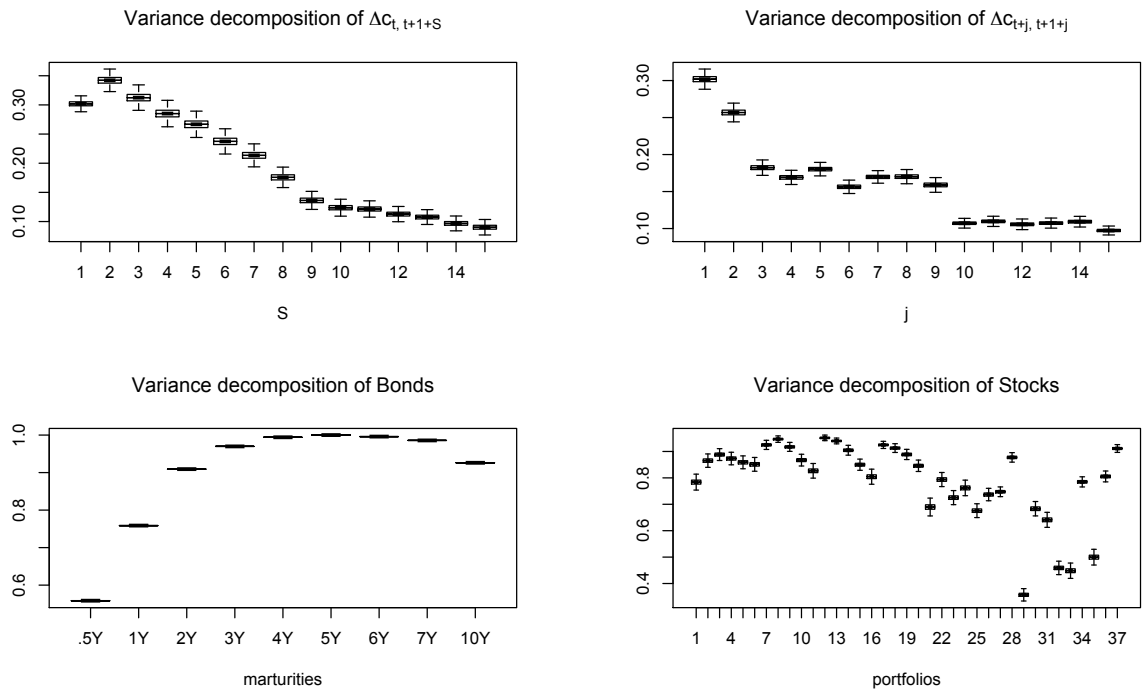 Variance decomposition of Δc t, t+1+S
0.30
0.20
0.10
1 2 3 4 5 6 7 8 9 10 12 14
S
Variance decomposition of Δc t+j, t+1+j
0.30
0.20
0.10
1 2 3 4 5 6 7 8 9 10 12 14
j
Variance decomposition of Bonds
1.0
0.8
0.6
.5Y 1Y 2Y 3Y 4Y 5Y 6Y 7Y 10Y
marturities
Variance decomposition of Stocks
0.8
0.6
0.4
1 4 7 10 13 16 19 22 25 28 31 34 37
portfolios